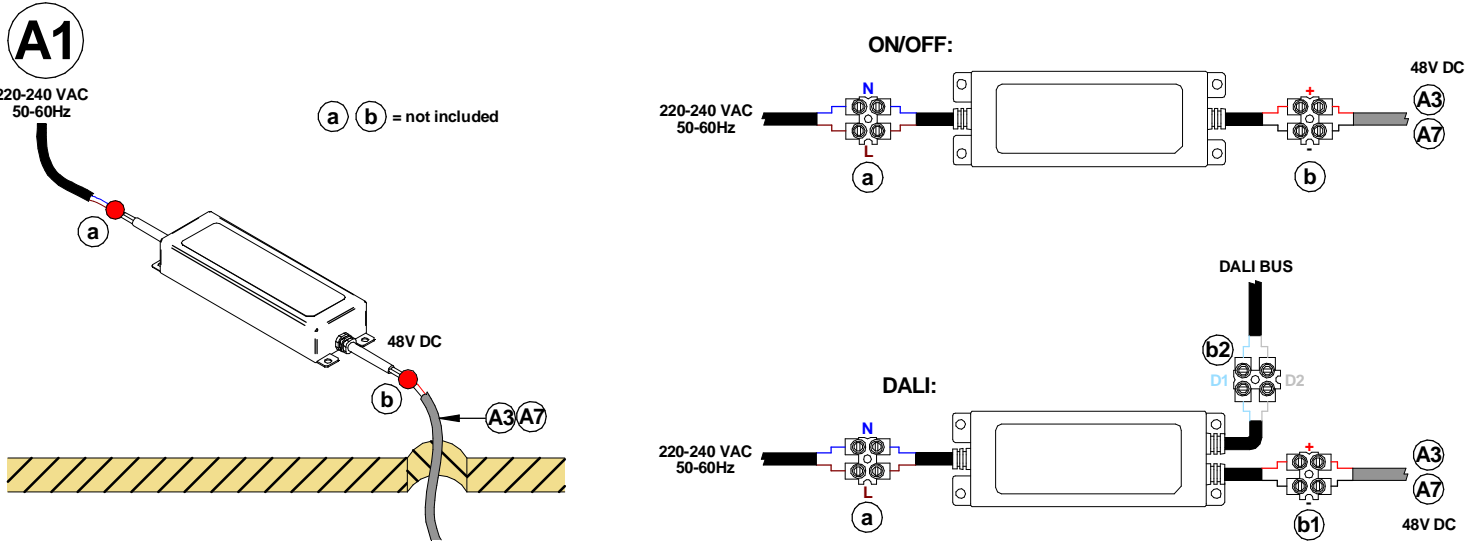 A1
220-240 VAC
50-60Hz
a b = not included
a
48V DC
b
A3 A7
ON/OFF:
220-240 VAC
50-60Hz
N
L
a
+
-
b
48V DC
A3
A7
DALI BUS
b2
D1 D2
DALI:
220-240 VAC
50-60Hz
N
L
a
+
-
b1
A3
A7
48V DC